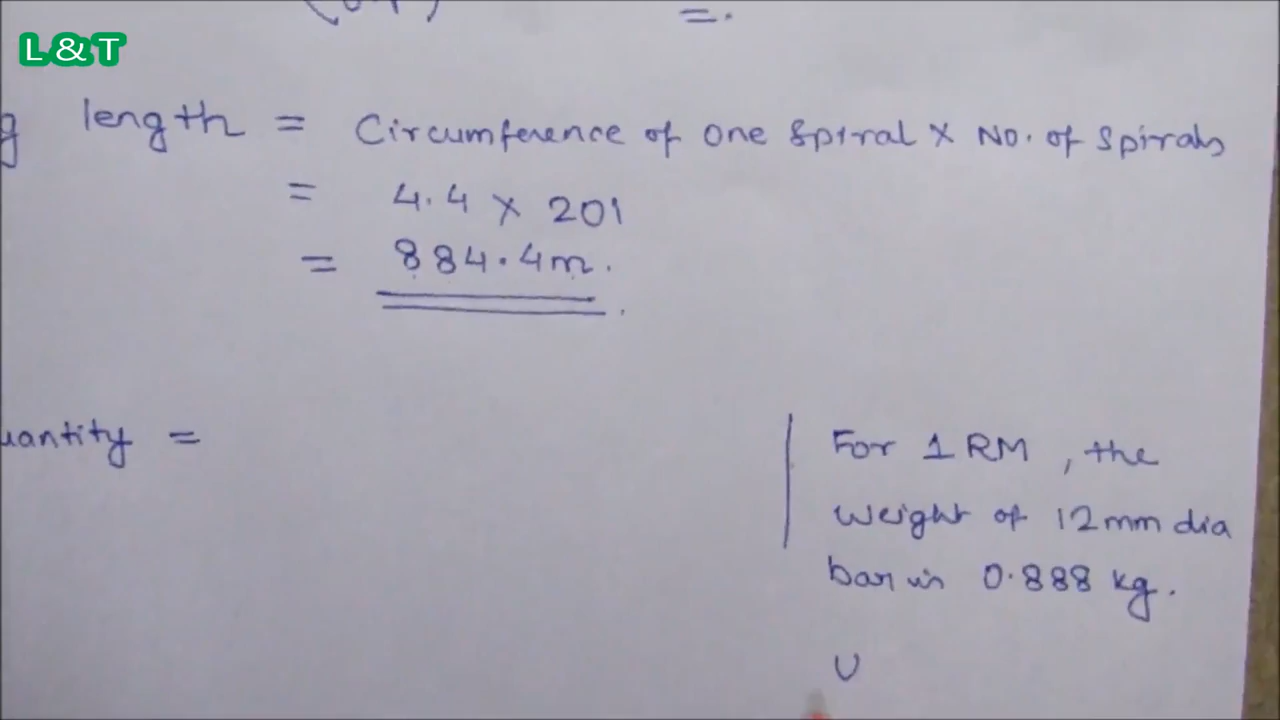 L&T
g length = Circumference of one spiral × No. of spirals
= 4.4 × 201
= 884.4m.
uantity =
For 1 RM, the
weight of 12mm dia
bar is 0.888 kg.
U